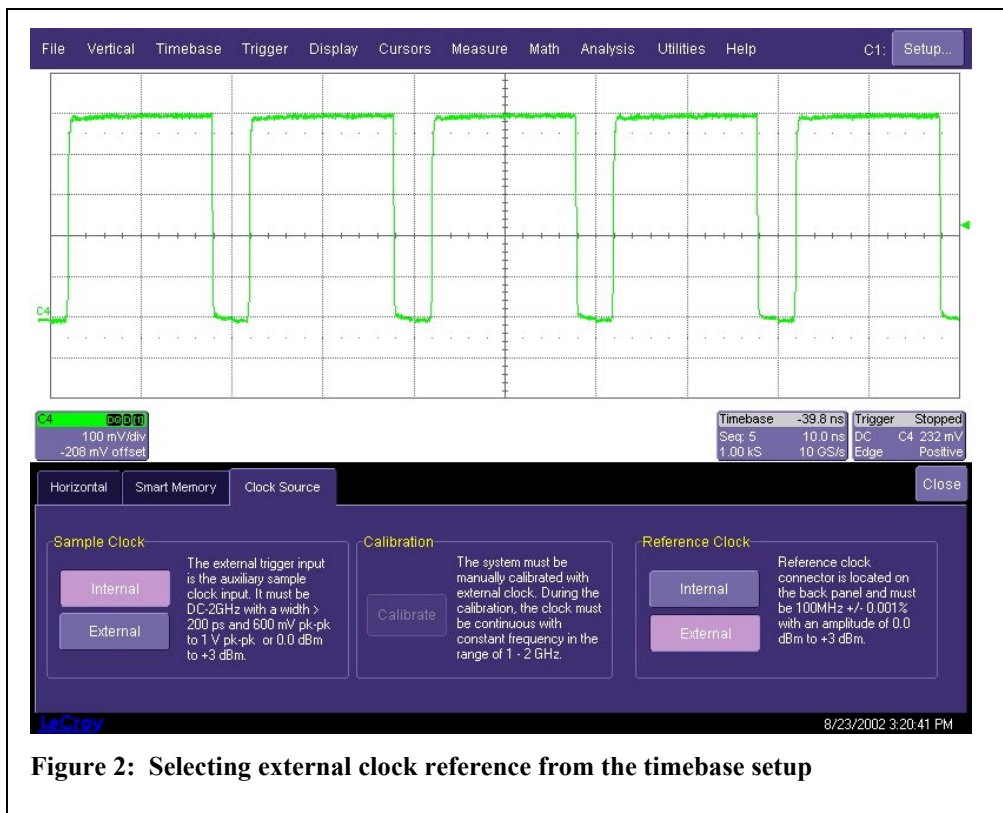 File Vertical Timebase Trigger Display Cursors Measure Math Analysis Utilities Help C1: Setup...
C4
C4
100 mV/div
-208 mV offset
Timebase -39.8 ns
Seq: 5 10.0 ns
1.00 kS 10 GS/s
Trigger Stopped
DC C4 232 mV
Edge Positive
Horizontal Smart Memory Clock Source Close
Sample Clock
Internal
External
The external trigger input
is the auxiliary sample
clock input. It must be
DC-2GHz with a width >
200 ps and 600 mV pk-pk
to 1 V pk-pk or 0.0 dBm
to +3 dBm.
Calibration
Calibrate
The system must be
manually calibrated with
external clock. During the
calibration, the clock must
be continuous with
constant frequency in the
range of 1 - 2 GHz.
Reference Clock
Internal
External
Reference clock
connector is located on
the back panel and must
be 100MHz +/- 0.001%
with an amplitude of 0.0
dBm to +3 dBm.
LeCroy
8/23/2002 3:20:41 PM
Figure 2: Selecting external clock reference from the timebase setup